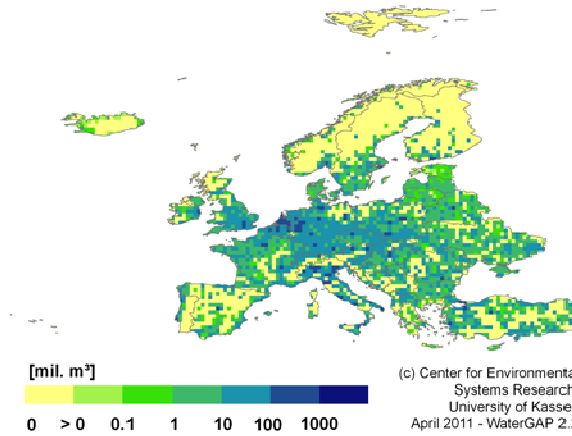 [mil. m³]
0 > 0 0.1 1 10 100 1000
(c) Center for Environmenta
Systems Research
University of Kasse
April 2011 - WaterGAP 2.